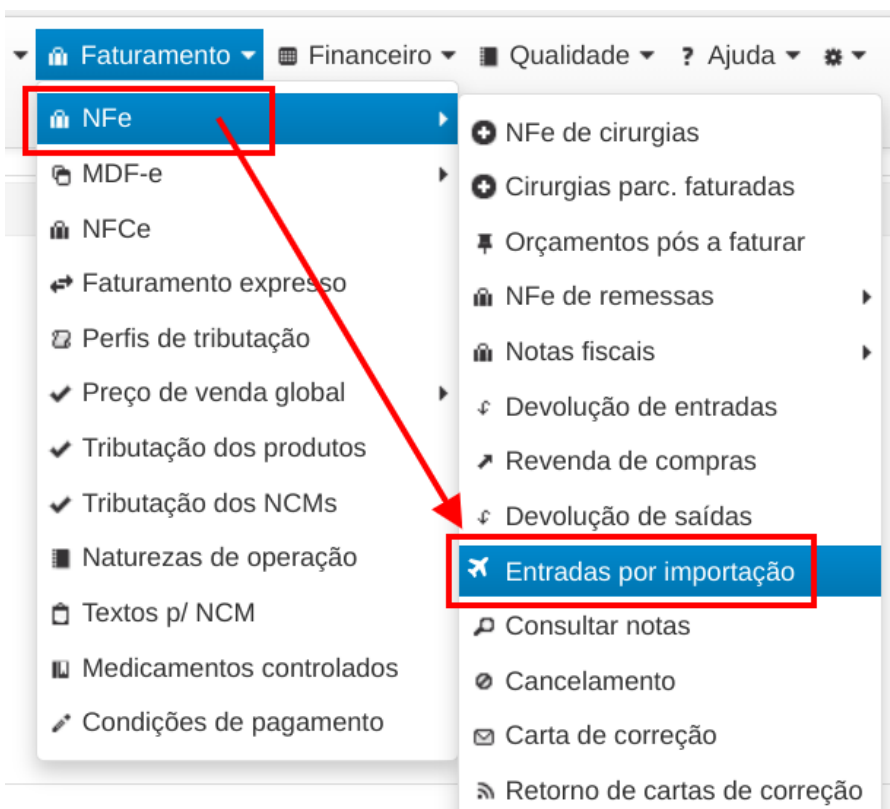 Faturamento
Financeiro
Qualidade
? Ajuda
NFe
MDF-e
NFCe
Faturamento expresso
Perfis de tributação
Preço de venda global
Tributação dos produtos
Tributação dos NCMs
Naturezas de operação
Textos p/ NCM
Medicamentos controlados
Condições de pagamento
NFe de cirurgias
Cirurgias parc. faturadas
Orçamentos pós a faturar
NFe de remessas
Notas fiscais
Devolução de entradas
Revenda de compras
Devolução de saídas
Entradas por importação
Consultar notas
Cancelamento
Carta de correção
Retorno de cartas de correção